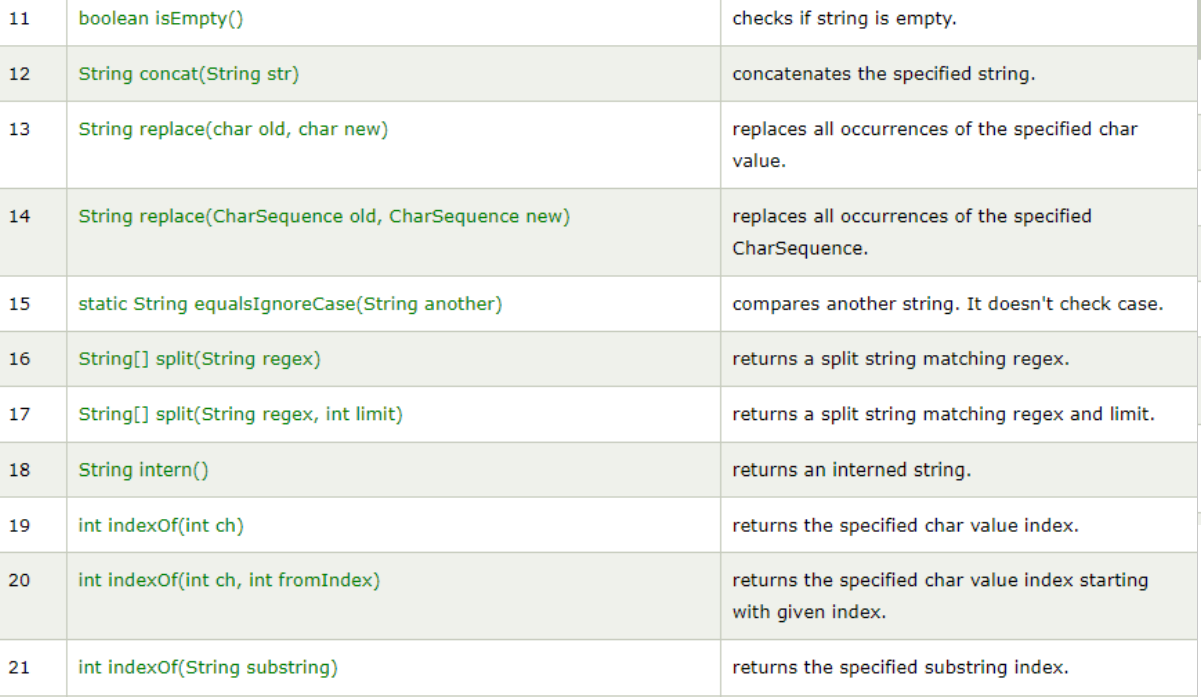 11 boolean isEmpty() checks if string is empty.
12 String concat(String str) concatenates the specified string.
13 String replace(char old, char new) replaces all occurrences of the specified char
value.
14 String replace(CharSequence old, CharSequence new) replaces all occurrences of the specified
CharSequence.
15 static String equalsIgnoreCase(String another) compares another string. It doesn't check case.
16 String[] split(String regex) returns a split string matching regex.
17 String[] split(String regex, int limit) returns a split string matching regex and limit.
18 String intern() returns an interned string.
19 int indexOf(int ch) returns the specified char value index.
20 int indexOf(int ch, int fromIndex) returns the specified char value index starting
with given index.
21 int indexOf(String substring) returns the specified substring index.